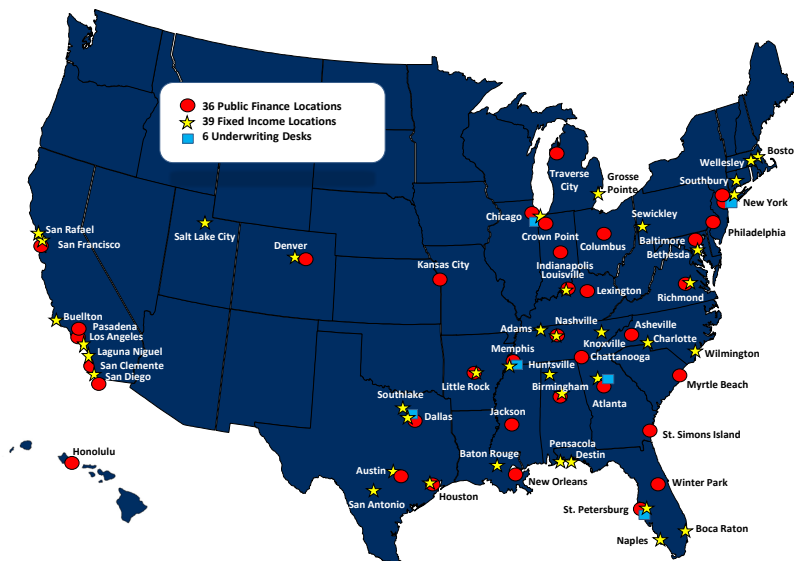 36 Public Finance Locations
39 Fixed Income Locations
6 Underwriting Desks
Bosto
Wellesley
Traverse
City
Grosse
Pointe
Southbury
New York
Chicago
Sewickley
San Rafael
San Francisco
Salt Lake City
Crown Point
Columbus
Philadelphia
Baltimore
Bethesda
Denver
Kansas City
Indianapolis
Louisville
Lexington
Richmond
Buellton
Pasadena
Los Angeles
Laguna Niguel
San Clemente
San Diego
Adams
Nashville
Knoxville
Asheville
Charlotte
Wilmington
Memphis
Chattanooga
Huntsville
Little Rock
Birmingham
Atlanta
Myrtle Beach
Southlake
Dallas
Jackson
St. Simons Island
Honolulu
Pensacola
Destin
Baton Rouge
Austin
New Orleans
Winter Park
San Antonio
Houston
St. Petersburg
Boca Raton
Naples